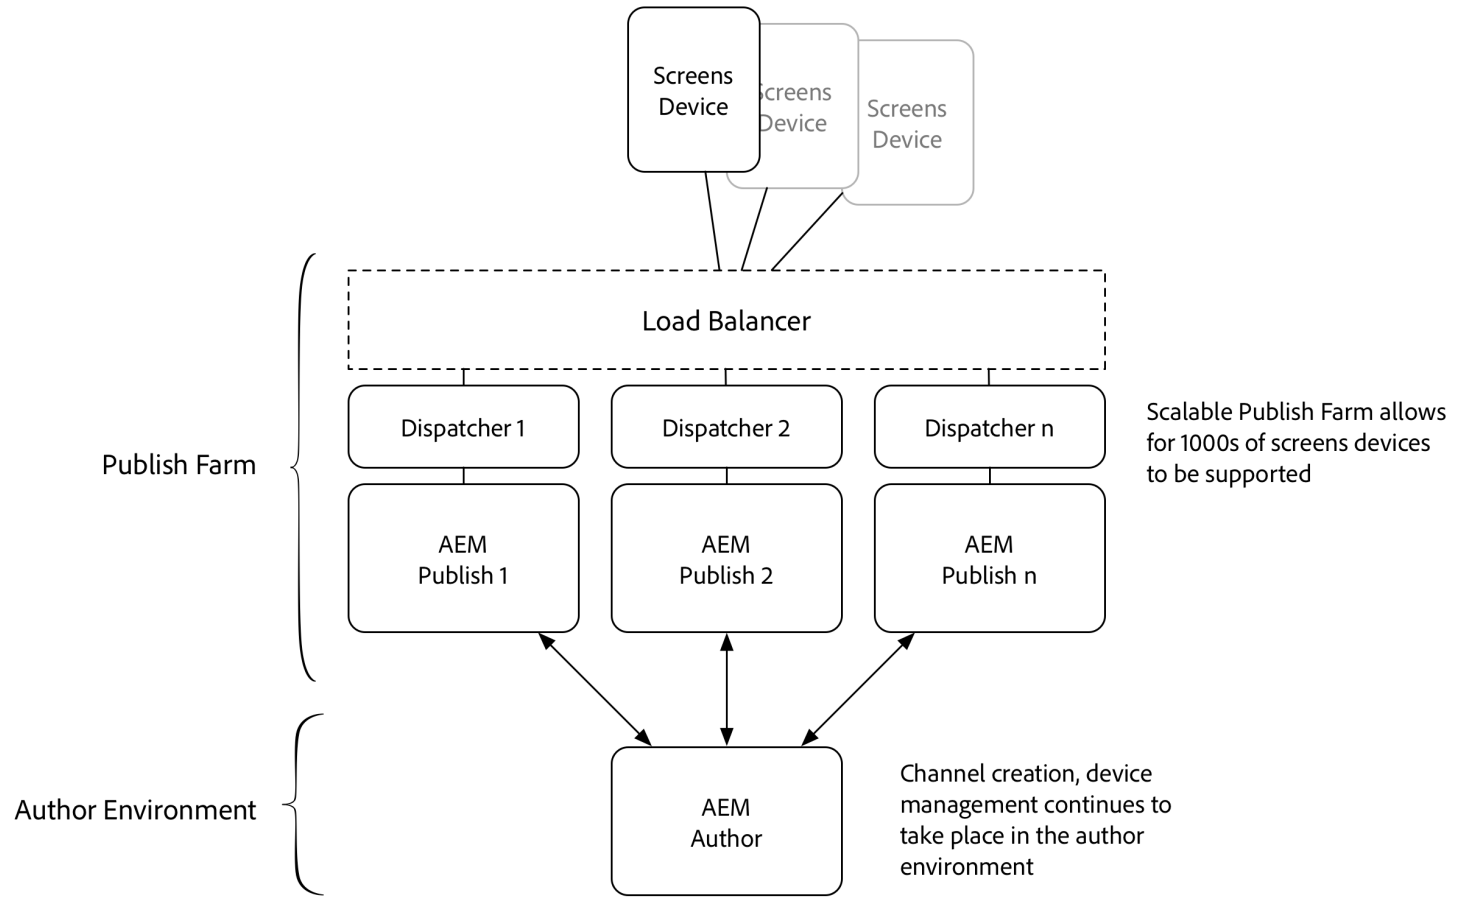 Screens
Device
Screens
Device
Screens
Device
Load Balancer
Dispatcher 1
Dispatcher 2
Dispatcher n
Publish Farm
Scalable Publish Farm allows
for 1000s of screens devices
to be supported
AEM
Publish 1
AEM
Publish 2
AEM
Publish n
Author Environment
AEM
Author
Channel creation, device
management continues to
take place in the author
environment